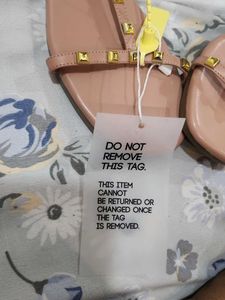 DO NOT
REMOVE
THIS TAG.
THIS ITEM
CANNOT
BE RETURNED OR
CHANGED ONCE
THE TAG
IS REMOVED.